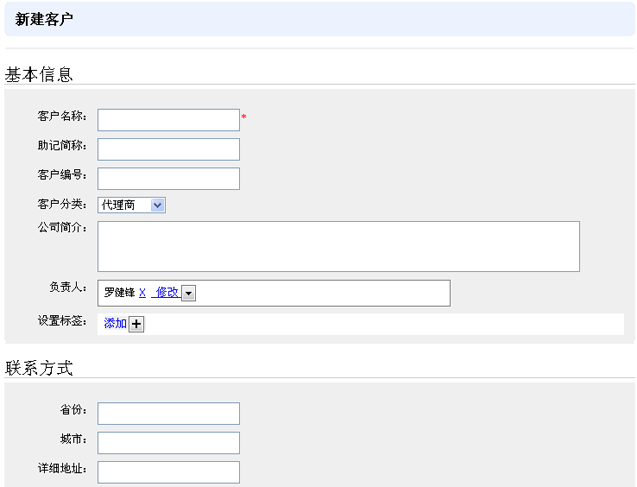 新建客户
基本信息
客户名称： *
助记简称：
客户编号：
客户分类： 代理商
公司简介：
负责人： 罗健锋 X 修改
设置标签： 添加
联系方式
省份：
城市：
详细地址：